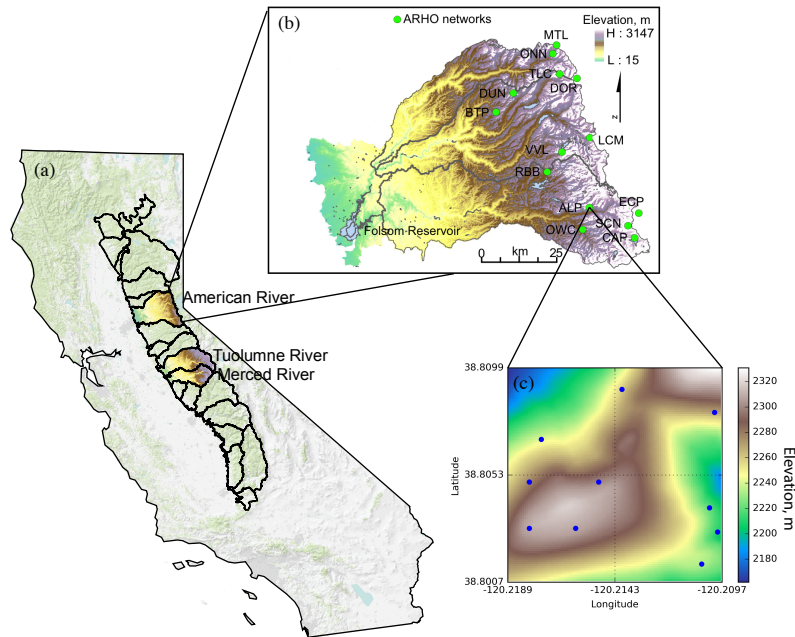 (a)
American River
Tuolumne River
Merced River
(b)
ARHO networks
Elevation, m
H : 3147
L : 15
z
MTL
ONN
TLC
DOR
DUN
BTP
LCM
VVL
RBB
ALP
ECP
SCN
OWC
CAP
Folsom Reservoir
km
0
25
(c)
38.8099
38.8053
38.8007
Latitude
-120.2189
-120.2143
-120.2097
Longitude
2320
2300
2280
2260
2240
2220
2200
2180
Elevation, m